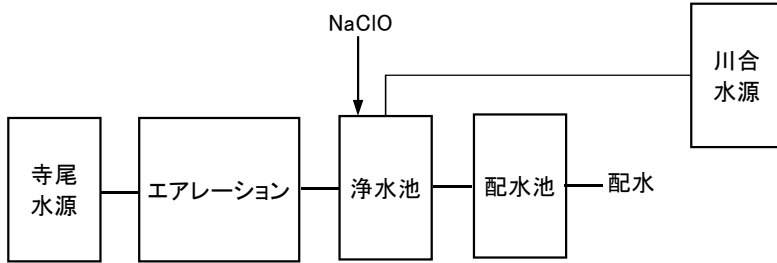 NaClO
川合
水源
寺尾
水源
エアレーション
浄水池
配水池
配水